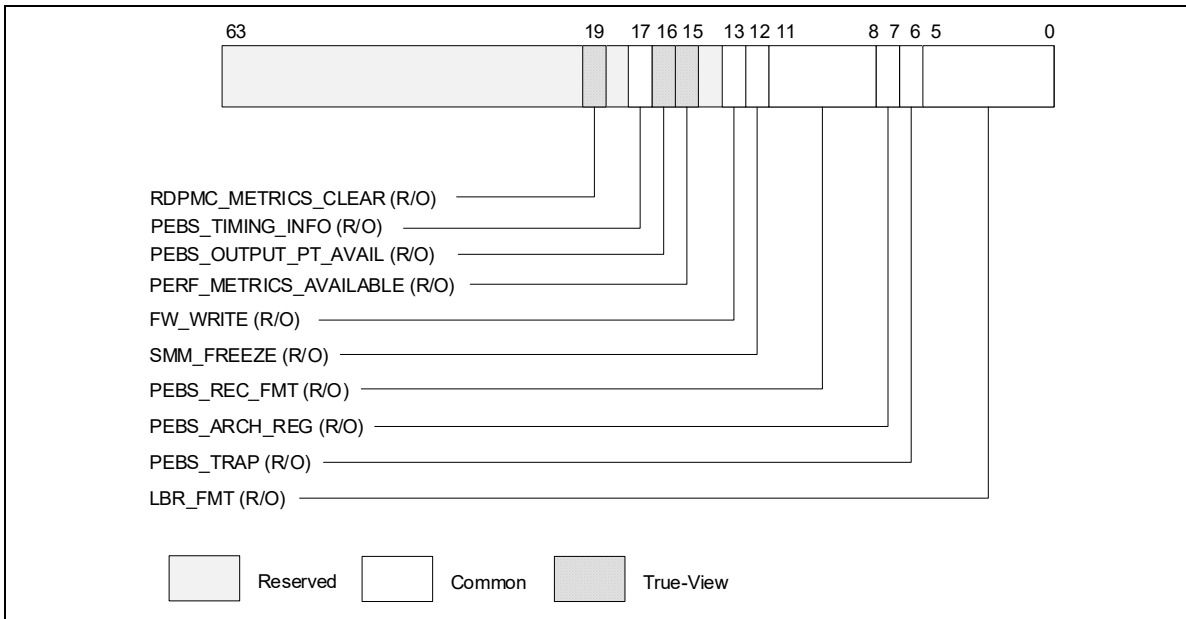 63 19 17 16 15 13 12 11 8 7 6 5 0
RDPMC_METRICS_CLEAR (R/O)
PEBS_TIMING_INFO (R/O)
PEBS_OUTPUT_PT_AVAIL (R/O)
PERF_METRICS_AVAILABLE (R/O)
FW_WRITE (R/O)
SMM_FREEZE (R/O)
PEBS_REC_FMT (R/O)
PEBS_ARCH_REG (R/O)
PEBS_TRAP (R/O)
LBR_FMT (R/O)
Reserved Common True-View